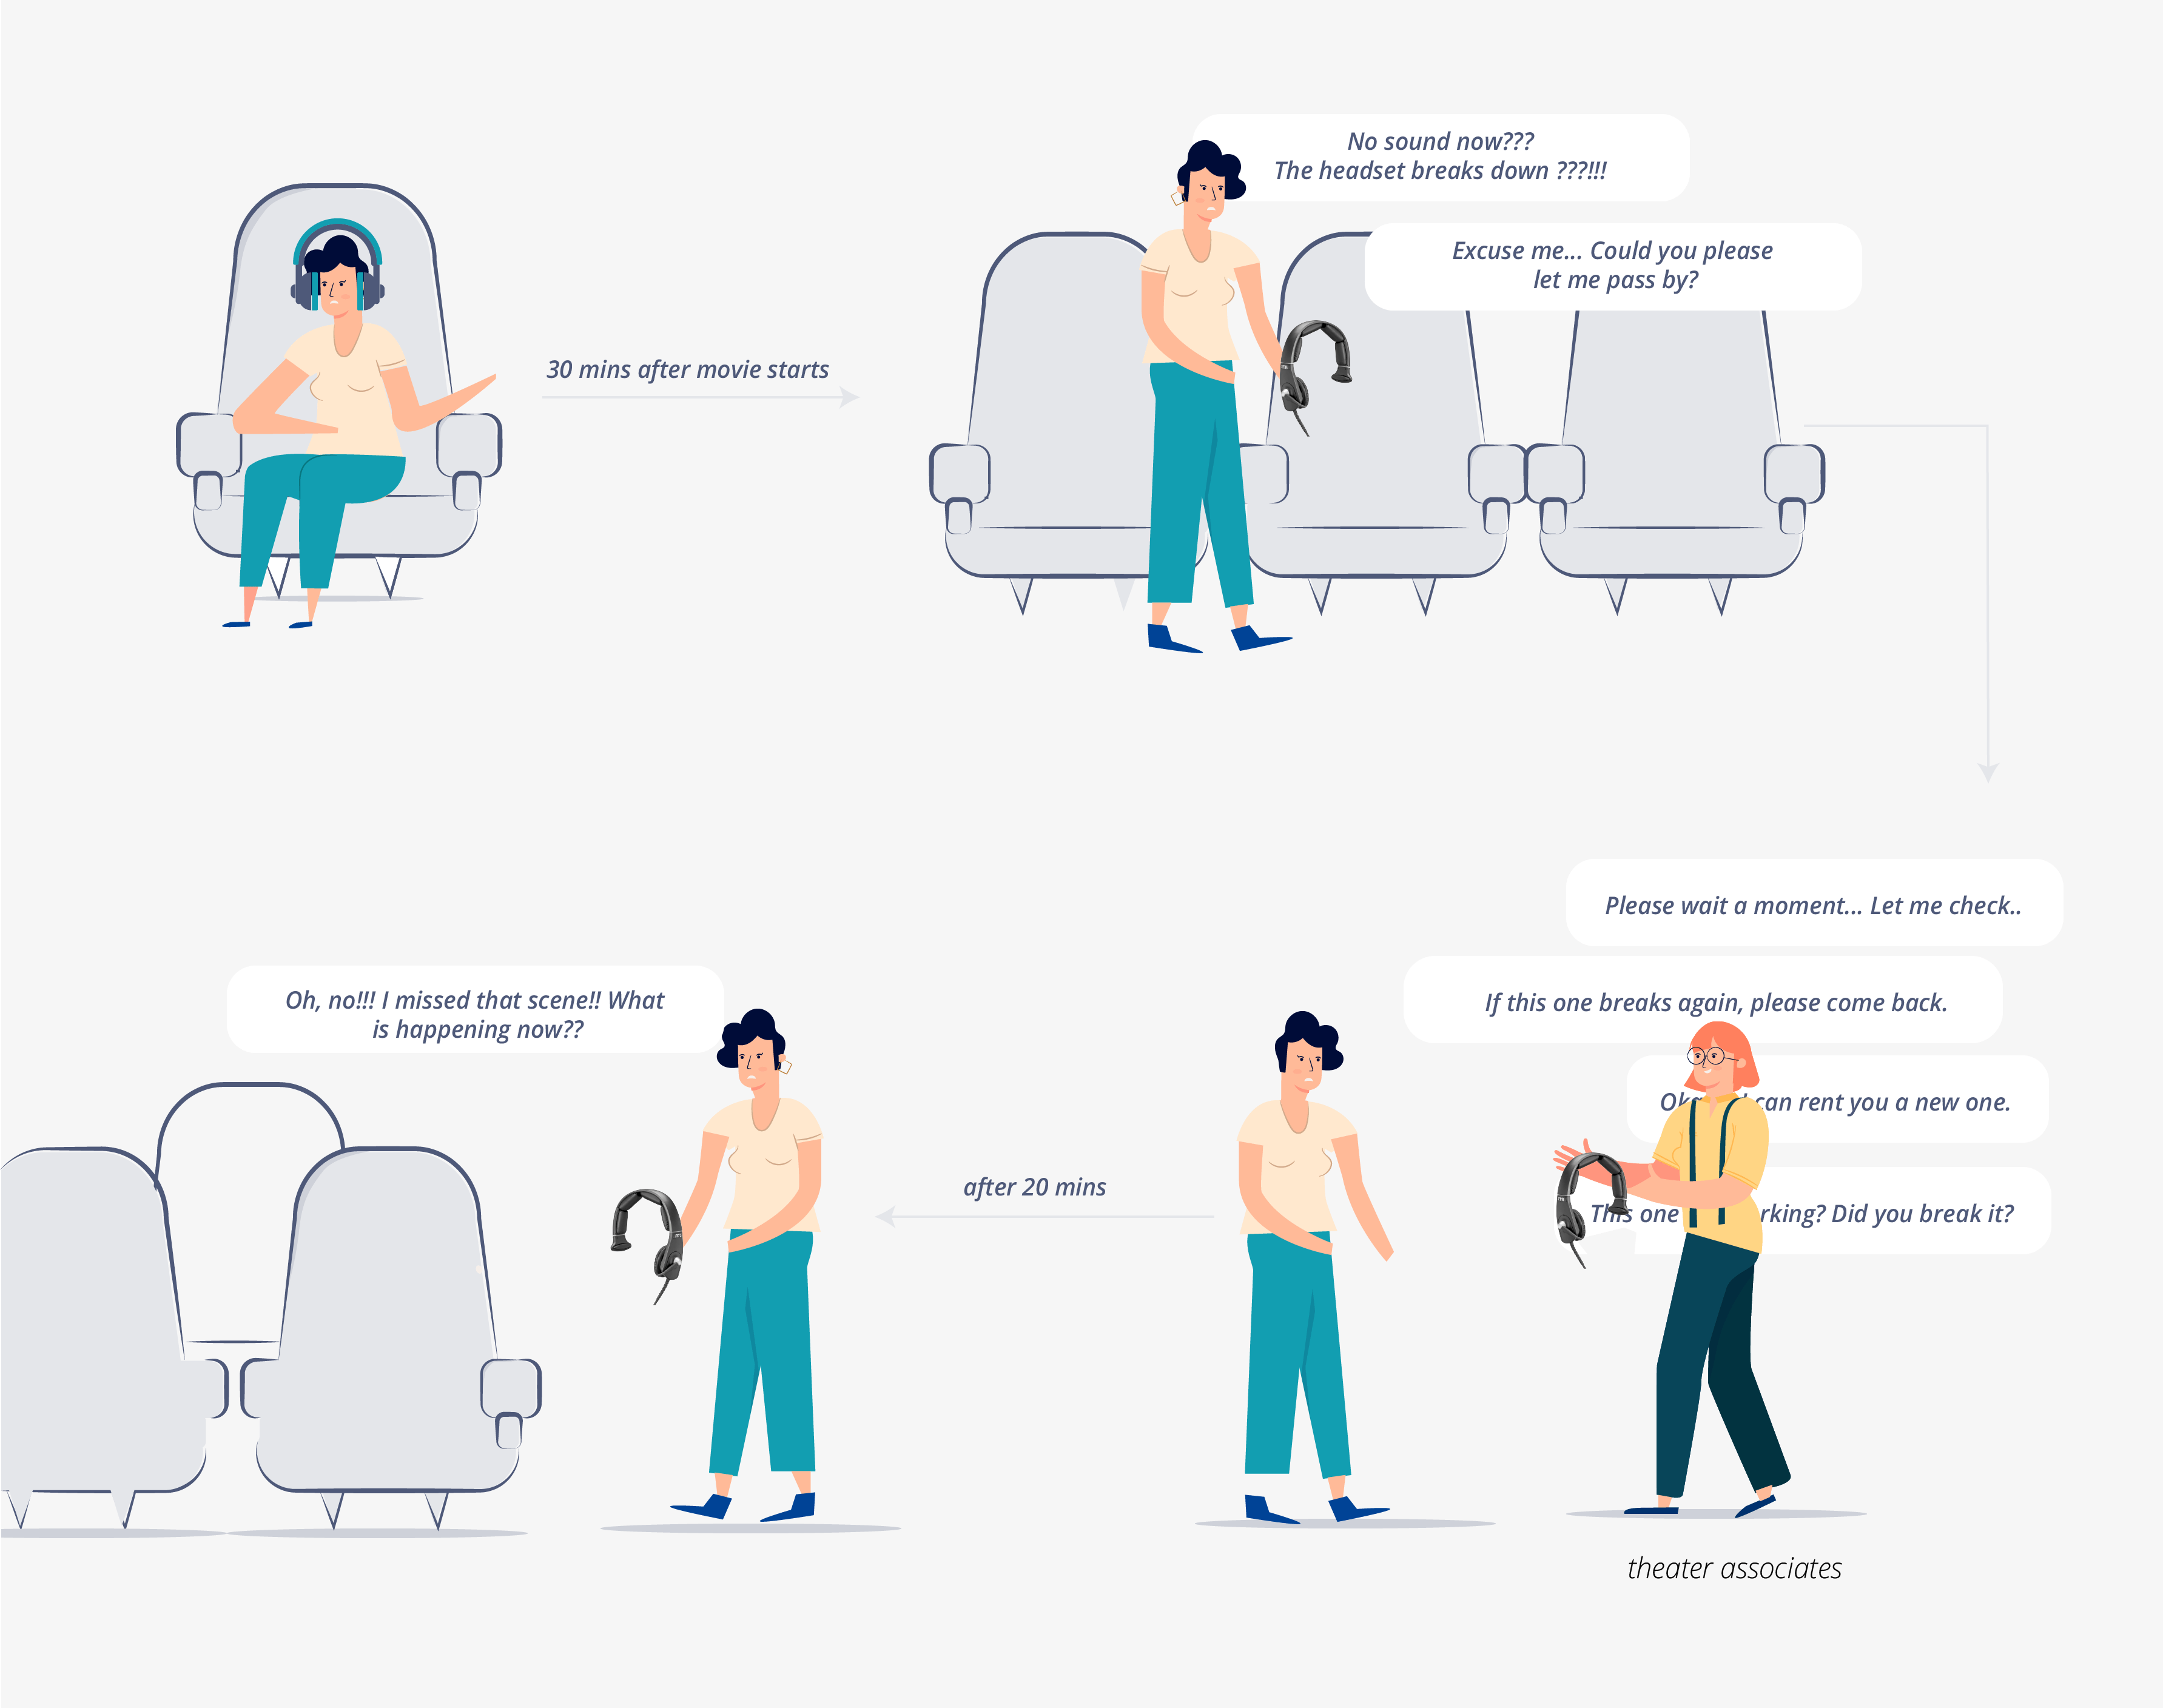 No sound now???
The headset breaks down ???!!!
Excuse me... Could you please
let me pass by?
30 mins after movie starts
Please wait a moment... Let me check..
If this one breaks again, please come back.
can rent you a new one.
This one
Did you break it?
Oh, no!!! I missed that scene!! What
is happening now??
after 20 mins
theater associates